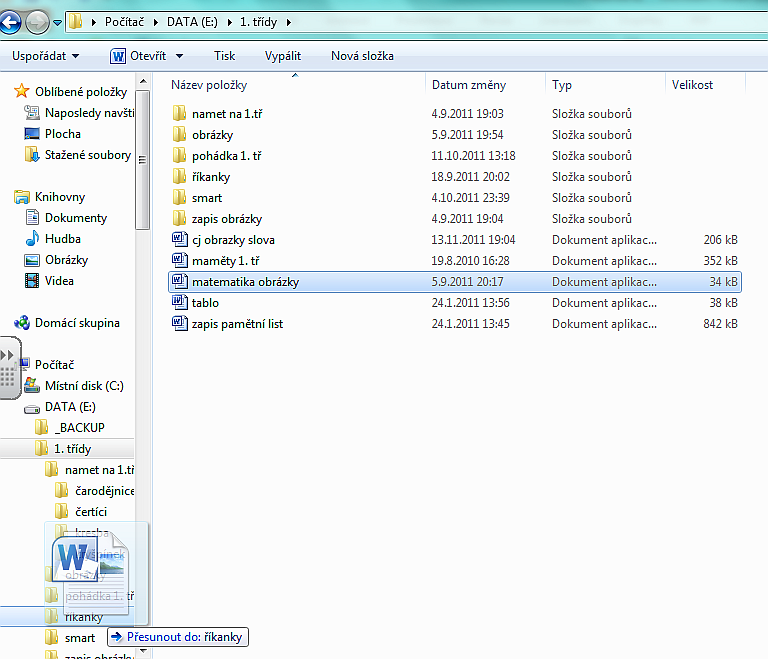 Počítač DATA (E:) 1. třídy
Uspořádat Otevřít Tisk Vypálit Nová složka
Název položky Datum změny Typ Velikost
namet na 1.tř 4.9.2011 19:03 Složka souborů
obrázky 5.9.2011 19:54 Složka souborů
pohádka 1. tř 11.10.2011 13:18 Složka souborů
říkanky 18.9.2011 20:02 Složka souborů
smart 4.10.2011 23:39 Složka souborů
zapis obrázky 4.9.2011 19:04 Složka souborů
cj obrazky slova 13.11.2011 19:04 Dokument aplikac... 206 kB
maměty 1. tř 19.8.2010 16:28 Dokument aplikac... 352 kB
matematika obrázky 5.9.2011 20:17 Dokument aplikac... 34 kB
tablo 24.1.2011 13:56 Dokument aplikac... 38 kB
zapis pamětní list 24.1.2011 13:45 Dokument aplikac... 842 kB
Oblíbené položky
Naposledy navšti
Plocha
Stažené soubory
Knihovny
Dokumenty
Hudba
Obrázky
Videa
Domácí skupina
Počítač
Místní disk (C:)
DATA (E:)
_BACKUP
1. třídy
namet na 1.tř
čarodějnice
čertíci
kresba
obrázky
pohádka 1. tř
říkanky
smart
Přesunout do: říkanky
zapis obrázky